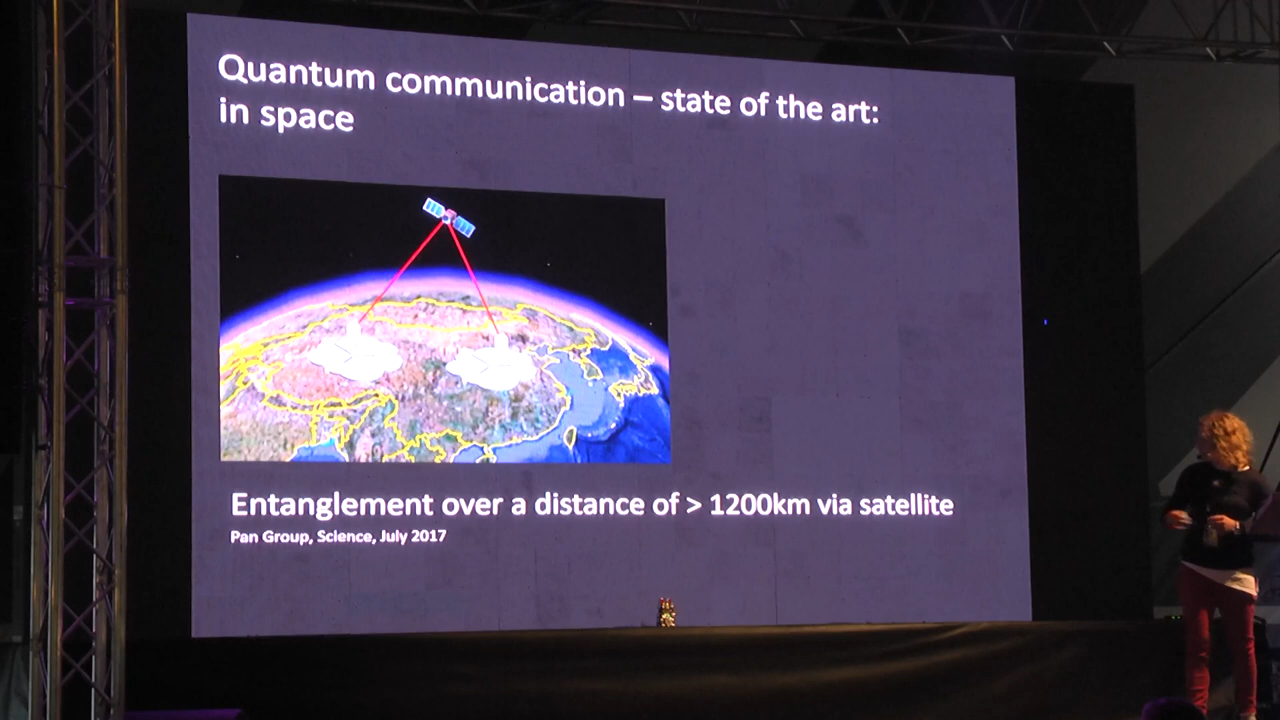 Quantum communication – state of the art:
in space
Entanglement over a distance of > 1200km via satellite
Pan Group, Science, July 2017